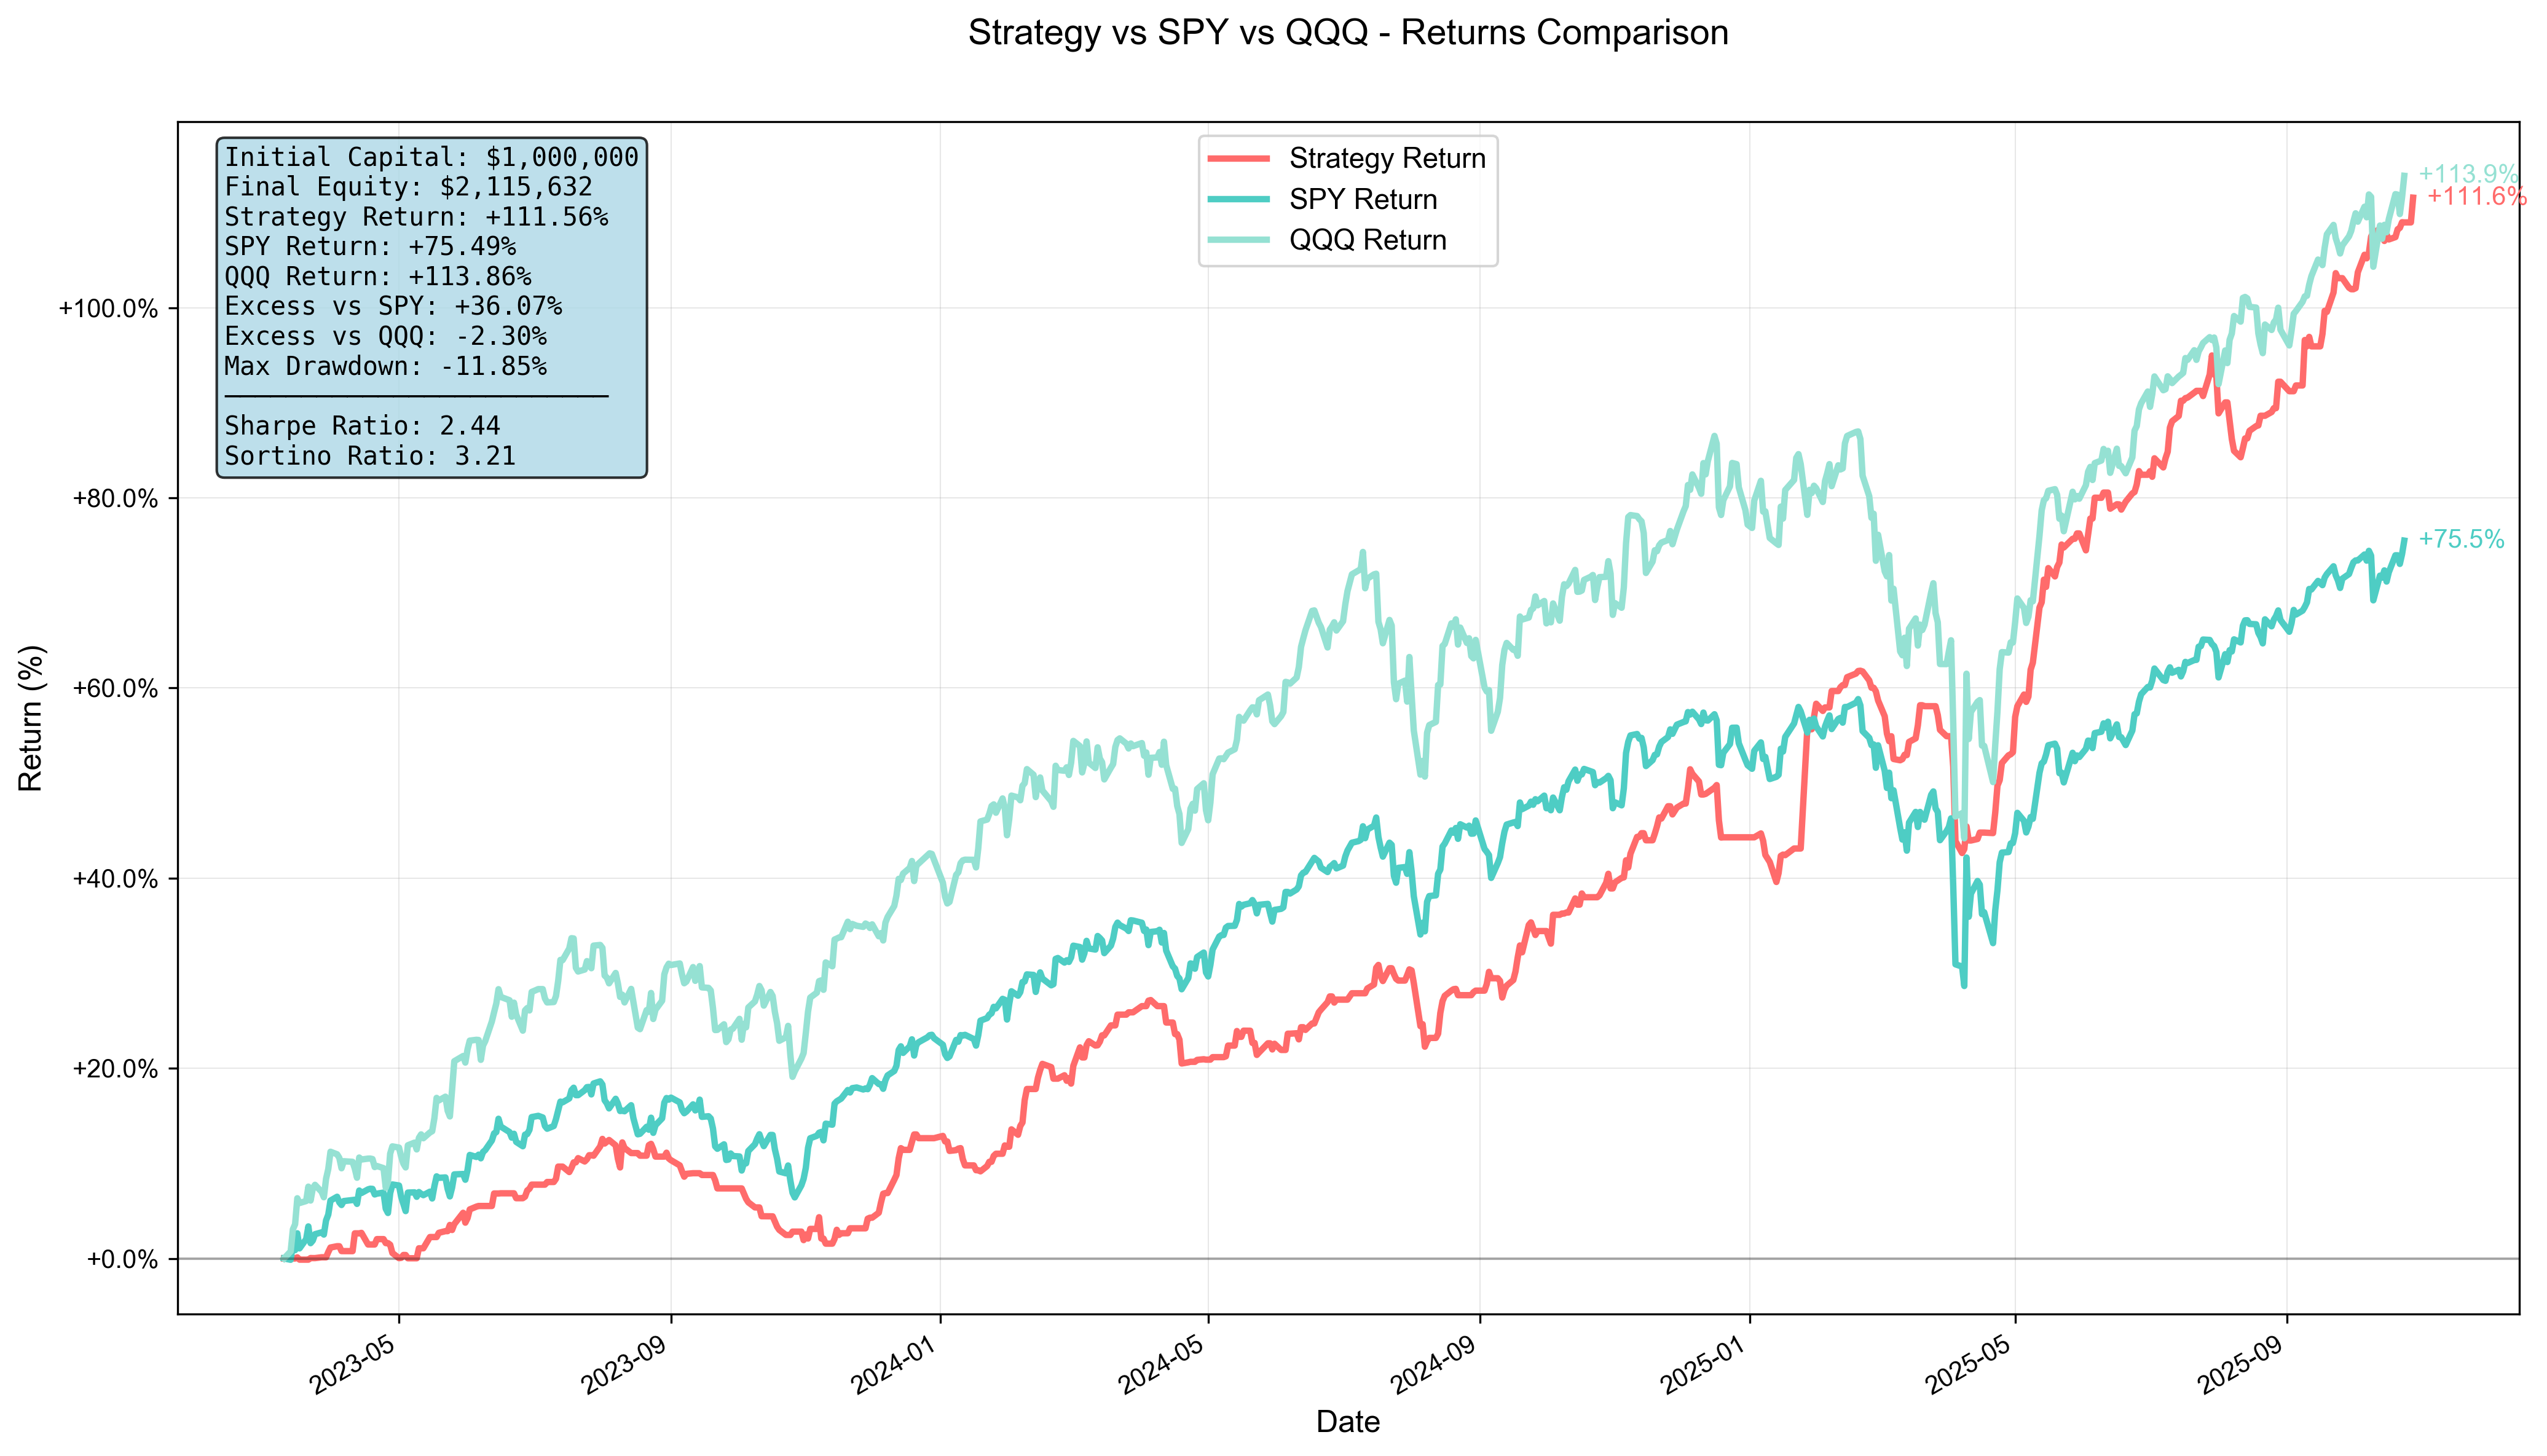 Strategy vs SPY vs QQQ - Returns Comparison
Initial Capital: $1,000,000
Final Equity: $2,115,632
Strategy Return: +111.56%
SPY Return: +75.49%
QQQ Return: +113.86%
Excess vs SPY: +36.07%
Excess vs QQQ: -2.30%
Max Drawdown: -11.85%
Sharpe Ratio: 2.44
Sortino Ratio: 3.21
Strategy Return
SPY Return
QQQ Return
+113.9%
+111.6%
+75.5%
Return (%)
+100.0%
+80.0%
+60.0%
+40.0%
+20.0%
+0.0%
2023-05
2023-09
2024-01
2024-05
2024-09
2025-01
2025-05
2025-09
Date